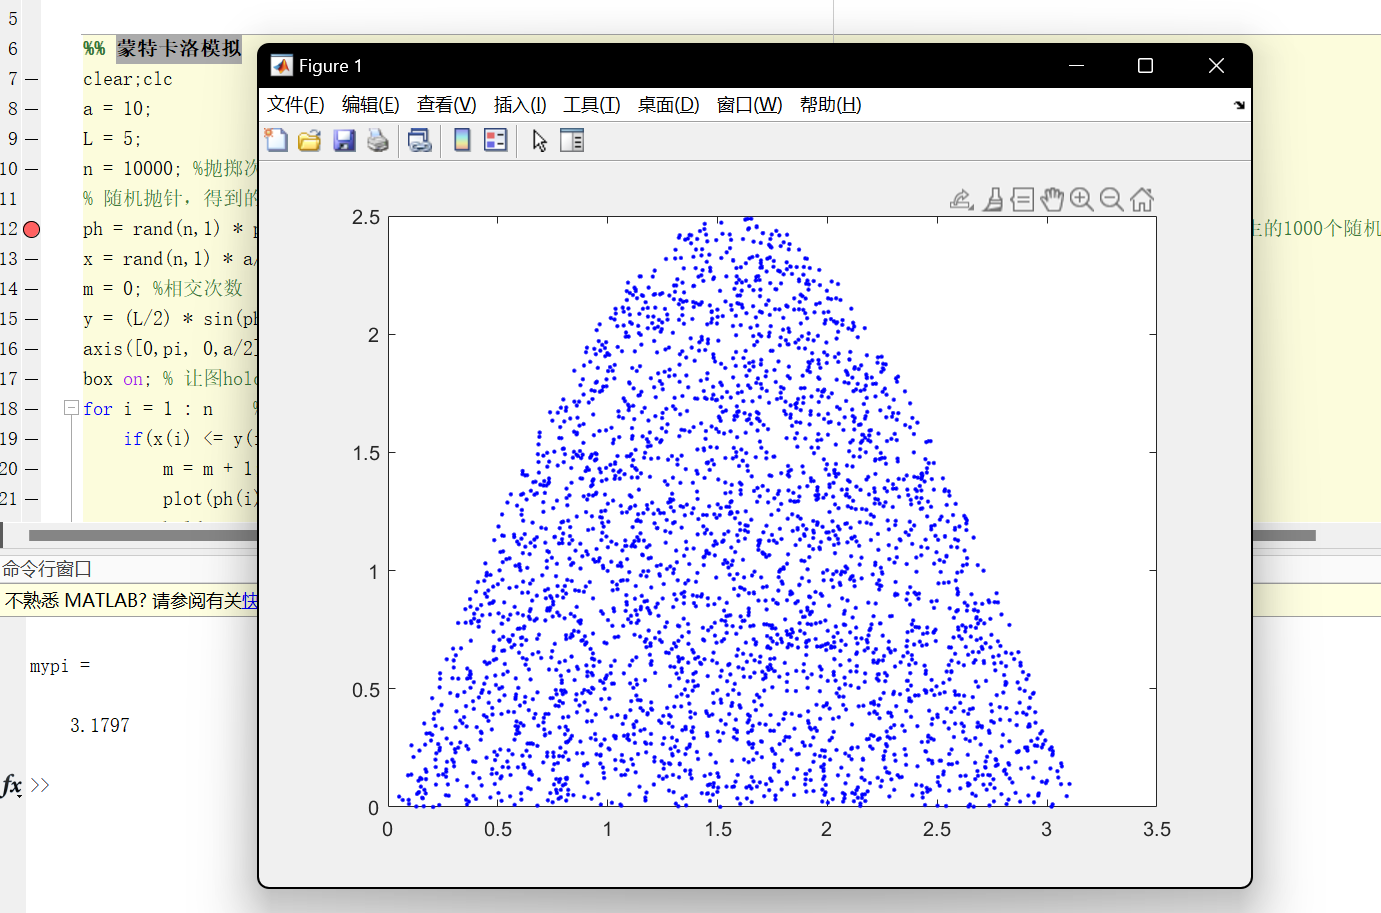 5
6 %% 蒙特卡洛模拟
7 clear;clc
8 a = 10;
9 L = 5;
10 n = 10000; %抛掷次
11 % 随机抛针，得到的
12 ph = rand(n,1) * p
生的1000个随机
13 x = rand(n,1) * a/
14 m = 0; %相交次数
15 y = (L/2) * sin(ph
16 axis([0,pi, 0,a/2]
17 box on; % 让图hold
18 for i = 1 : n %
19 if(x(i) <= y(i
20 m = m + 1
21 plot(ph(i)
Figure 1
文件(F) 编辑(E) 查看(V) 插入(I) 工具(T) 桌面(D) 窗口(W) 帮助(H)
2.5
2
1.5
1
0.5
0
0 0.5 1 1.5 2 2.5 3 3.5
命令行窗口
不熟悉 MATLAB? 请参阅有关快
mypi =
3.1797
fx >>